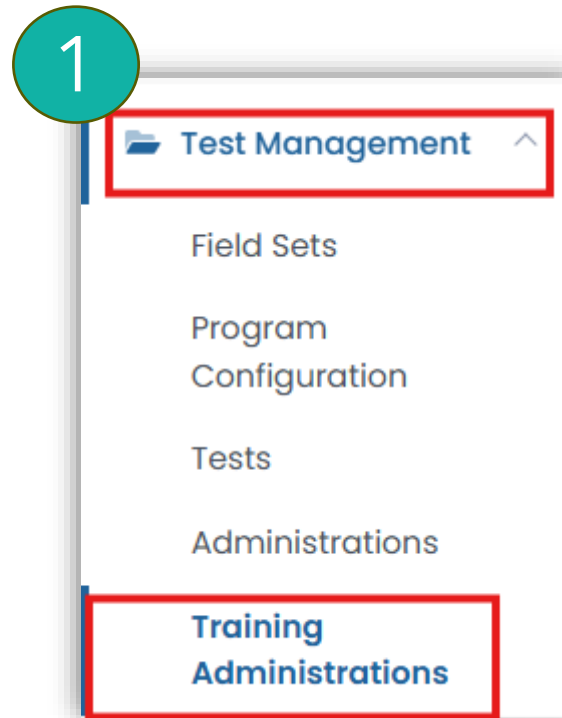 1
Test Management
Field Sets
Program
Configuration
Tests
Administrations
Training
Administrations